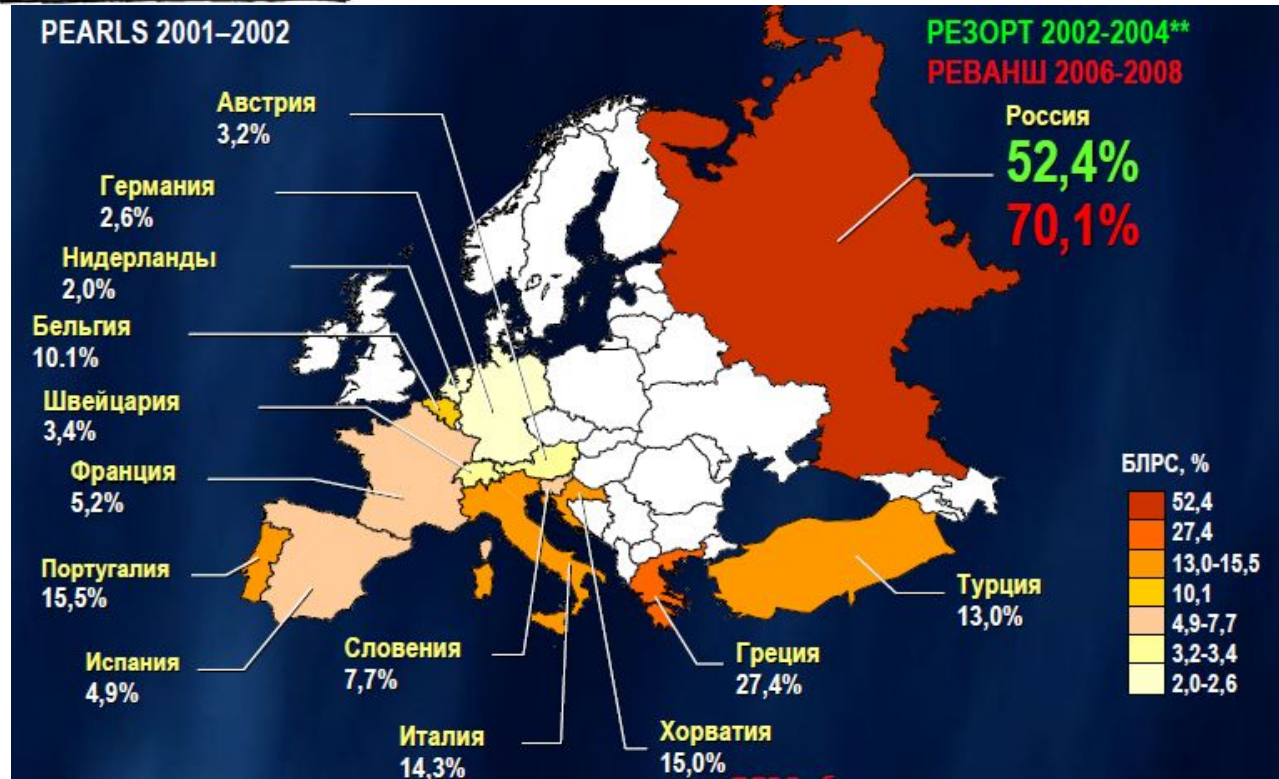 PEARLS 2001–2002
РЕЗОРТ 2002-2004**
РЕВАНШ 2006-2008
Россия
52,4%
70,1%
Австрия
3,2%
Германия
2,6%
Нидерланды
2,0%
Бельгия
10.1%
Швейцария
3,4%
Франция
5,2%
Португалия
15,5%
Испания
4,9%
Словения
7,7%
Италия
14,3%
Хорватия
15,0%
Греция
27,4%
Турция
13,0%
БЛРС, %
52,4
27,4
13,0-15,5
10,1
4,9-7,7
3,2-3,4
2,0-2,6